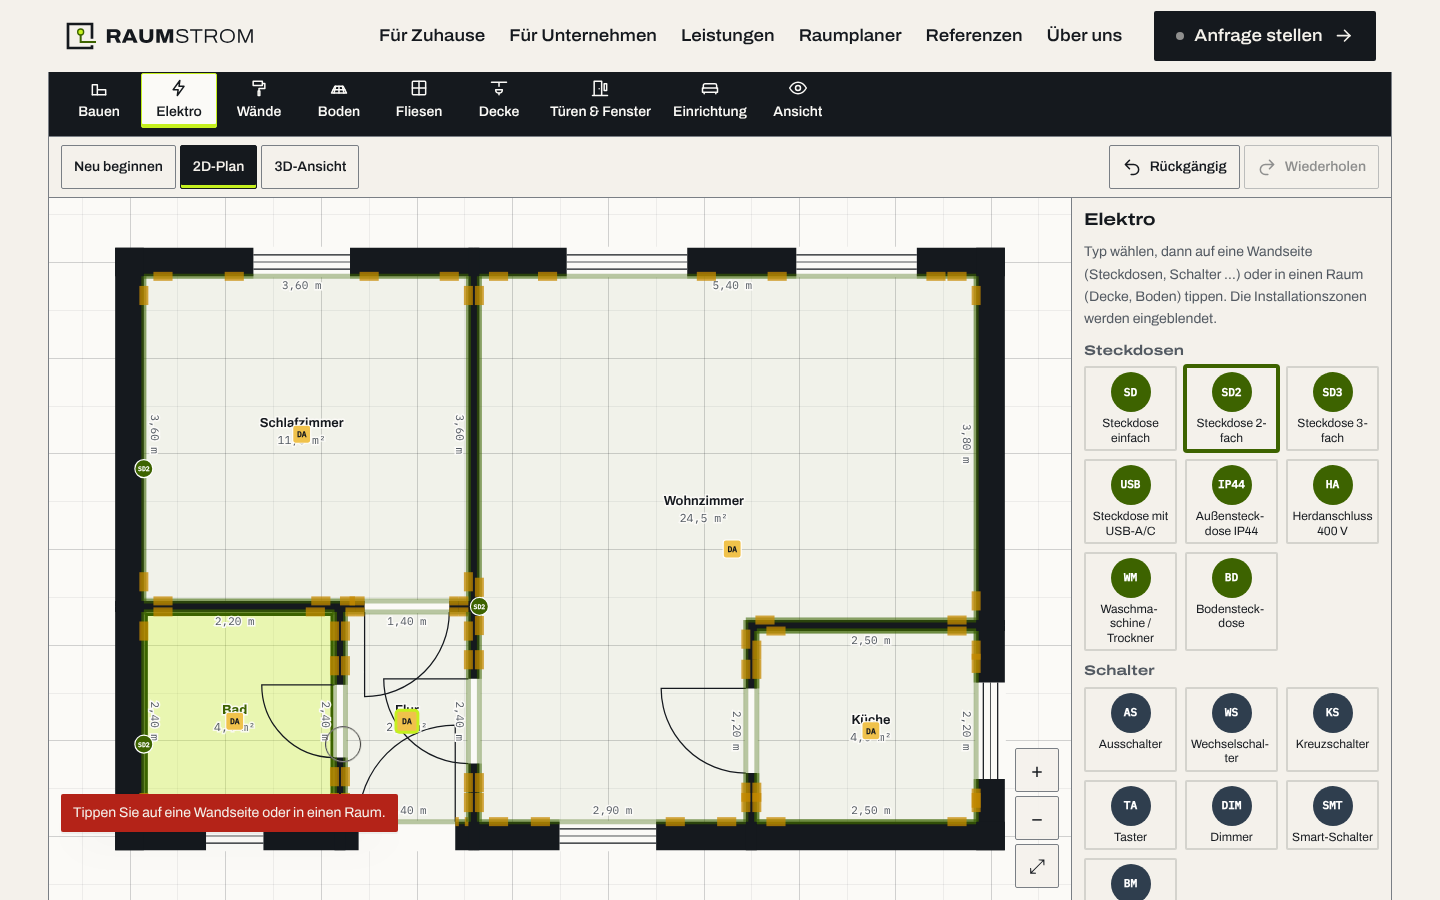 RAUMSTROM
Für Zuhause
Für Unternehmen
Leistungen
Raumplaner
Referenzen
Über uns
Anfrage stellen
Bauen
Elektro
Wände
Boden
Fliesen
Decke
Türen & Fenster
Einrichtung
Ansicht
Neu beginnen
2D-Plan
3D-Ansicht
Rückgängig
Wiederholen
3,60 m
5,40 m
3,60 m
Schlafzimmer
DA
3,60 m
3,80 m
SD2
Wohnzimmer
24,5 m²
DA
SD2
2,20 m
1,40 m
2,50 m
2,40 m
Bad
DA
2,40 m
Flur
DA
2,40 m
2,20 m
Küche
DA
2,20 m
SD2
40 m
2,90 m
2,50 m
Tippen Sie auf eine Wandseite oder in einen Raum.
+
−
Elektro
Typ wählen, dann auf eine Wandseite
(Steckdosen, Schalter ...) oder in einen Raum
(Decke, Boden) tippen. Die Installationszonen
werden eingeblendet.
Steckdosen
SD
Steckdose
einfach
SD2
Steckdose 2-
fach
SD3
Steckdose 3-
fach
USB
Steckdose mit
USB-A/C
IP44
Außensteck-
dose IP44
HA
Herdanschluss
400 V
WM
Waschma-
schine /
Trockner
BD
Bodensteck-
dose
Schalter
AS
Ausschalter
WS
Wechselschal-
ter
KS
Kreuzschalter
TA
Taster
DIM
Dimmer
SMT
Smart-Schalter
BM